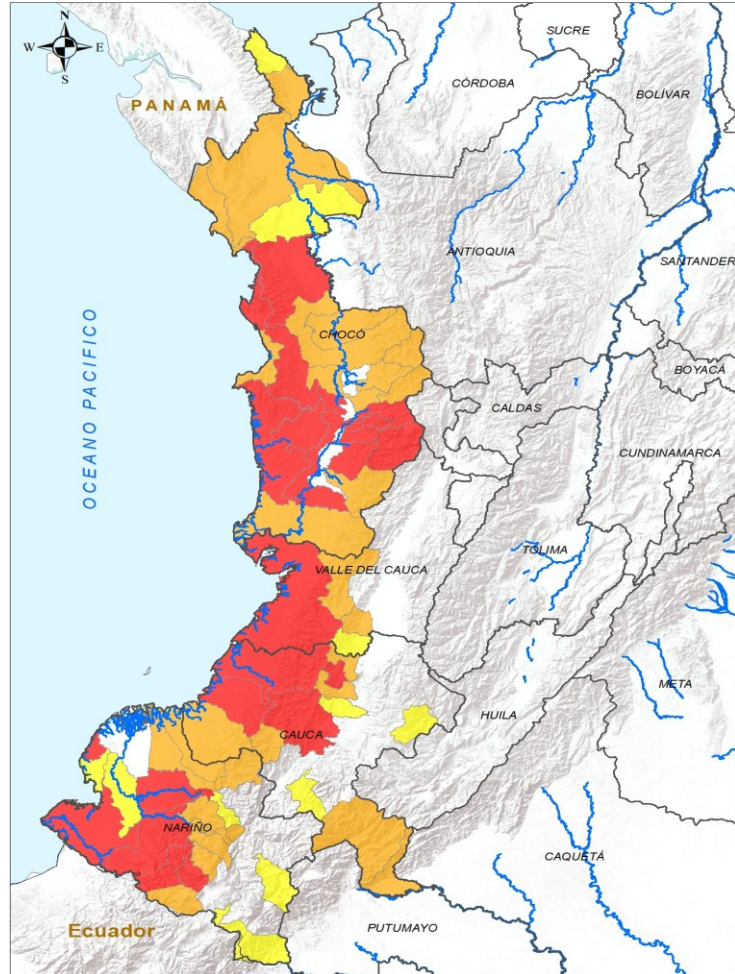 N
W E
S
SUCRE
CÓRDOBA
BOLÍVAR
PANAMÁ
ANTIOQUIA
SANTANDER
OCEANO PACIFICO
CHOCÓ
BOYACÁ
CALDAS
CUNDINAMARCA
TOLIMA
VALLE DEL CAUCA
META
HUILA
CAUCA
NARIÑO
CAQUETÁ
PUTUMAYO
Ecuador